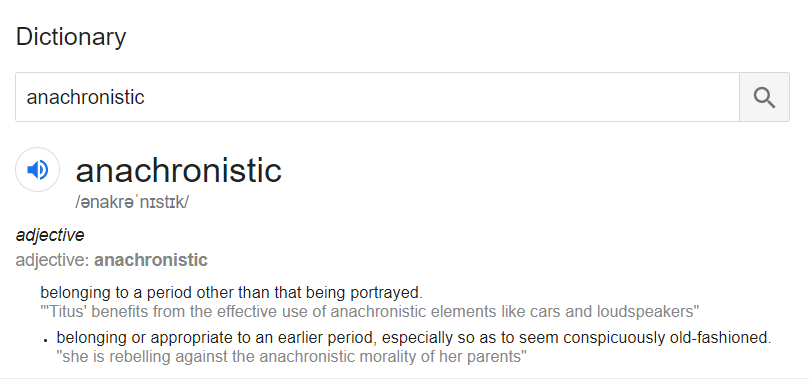 Dictionary
anachronistic
anachronistic
/ənakrəˈnɪstɪk/
adjective
adjective: anachronistic
belonging to a period other than that being portrayed.
"'Titus' benefits from the effective use of anachronistic elements like cars and loudspeakers"
• belonging or appropriate to an earlier period, especially so as to seem conspicuously old-fashioned.
"she is rebelling against the anachronistic morality of her parents"